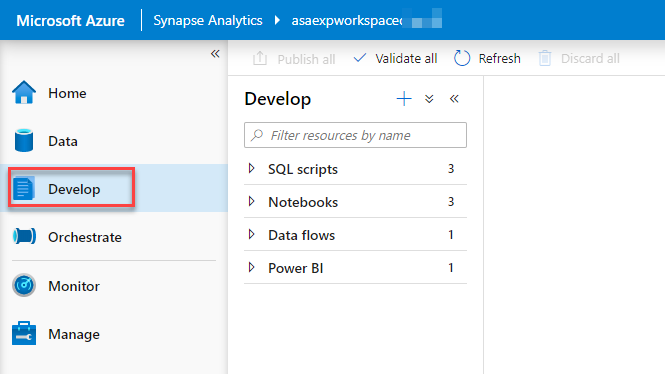 Microsoft Azure Synapse Analytics asaexpworkspace
Publish all Validate all Refresh Discard all
Home
Data
Develop
Orchestrate
Monitor
Manage
Develop
Filter resources by name
SQL scripts 3
Notebooks 3
Data flows 1
Power BI 1